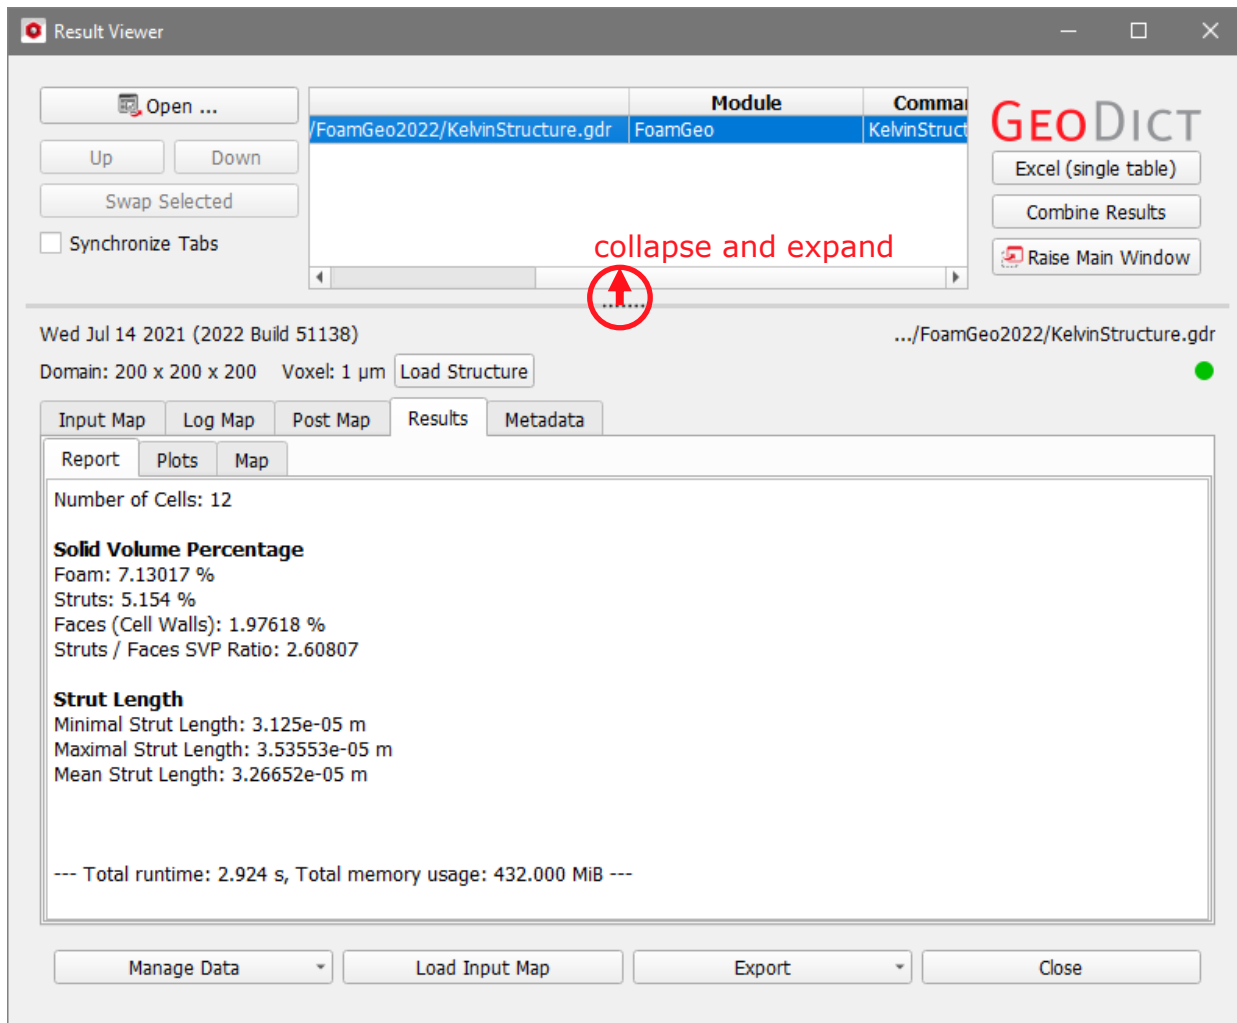 Result Viewer
Open ...
Up
Down
Swap Selected
Synchronize Tabs
Module
Comma
/FoamGeo2022/KelvinStructure.gdr
FoamGeo
KelvinStruct
GEODICT
Excel (single table)
Combine Results
Raise Main Window
collapse and expand
Wed Jul 14 2021 (2022 Build 51138)
.../FoamGeo2022/KelvinStructure.gdr
Domain: 200 x 200 x 200 Voxel: 1 µm Load Structure
Input Map
Log Map
Post Map
Results
Metadata
Report
Plots
Map
Number of Cells: 12
Solid Volume Percentage
Foam: 7.13017 %
Struts: 5.154 %
Faces (Cell Walls): 1.97618 %
Struts / Faces SVP Ratio: 2.60807
Strut Length
Minimal Strut Length: 3.125e-05 m
Maximal Strut Length: 3.53553e-05 m
Mean Strut Length: 3.26652e-05 m
--- Total runtime: 2.924 s, Total memory usage: 432.000 MiB ---
Manage Data
Load Input Map
Export
Close